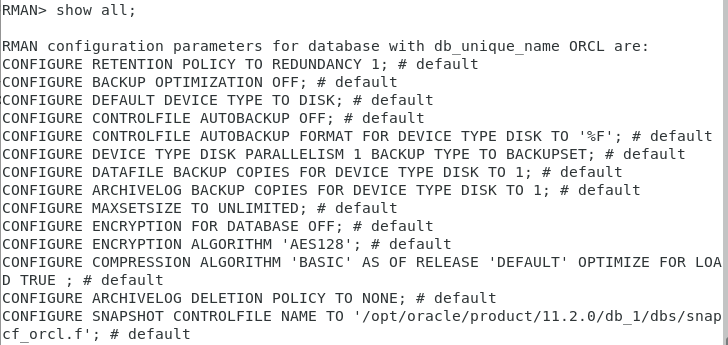 RMAN> show all;
RMAN configuration parameters for database with db_unique_name ORCL are:
CONFIGURE RETENTION POLICY TO REDUNDANCY 1; # default
CONFIGURE BACKUP OPTIMIZATION OFF; # default
CONFIGURE DEFAULT DEVICE TYPE TO DISK; # default
CONFIGURE CONTROLFILE AUTOBACKUP OFF; # default
CONFIGURE CONTROLFILE AUTOBACKUP FORMAT FOR DEVICE TYPE DISK TO '%F'; # default
CONFIGURE DEVICE TYPE DISK PARALLELISM 1 BACKUP TYPE TO BACKUPSET; # default
CONFIGURE DATAFILE BACKUP COPIES FOR DEVICE TYPE DISK TO 1; # default
CONFIGURE ARCHIVELOG BACKUP COPIES FOR DEVICE TYPE DISK TO 1; # default
CONFIGURE MAXSETSIZE TO UNLIMITED; # default
CONFIGURE ENCRYPTION FOR DATABASE OFF; # default
CONFIGURE ENCRYPTION ALGORITHM 'AES128'; # default
CONFIGURE COMPRESSION ALGORITHM 'BASIC' AS OF RELEASE 'DEFAULT' OPTIMIZE FOR LOA
D TRUE ; # default
CONFIGURE ARCHIVELOG DELETION POLICY TO NONE; # default
CONFIGURE SNAPSHOT CONTROLFILE NAME TO '/opt/oracle/product/11.2.0/db_1/dbs/snap
cf_orcl.f'; # default